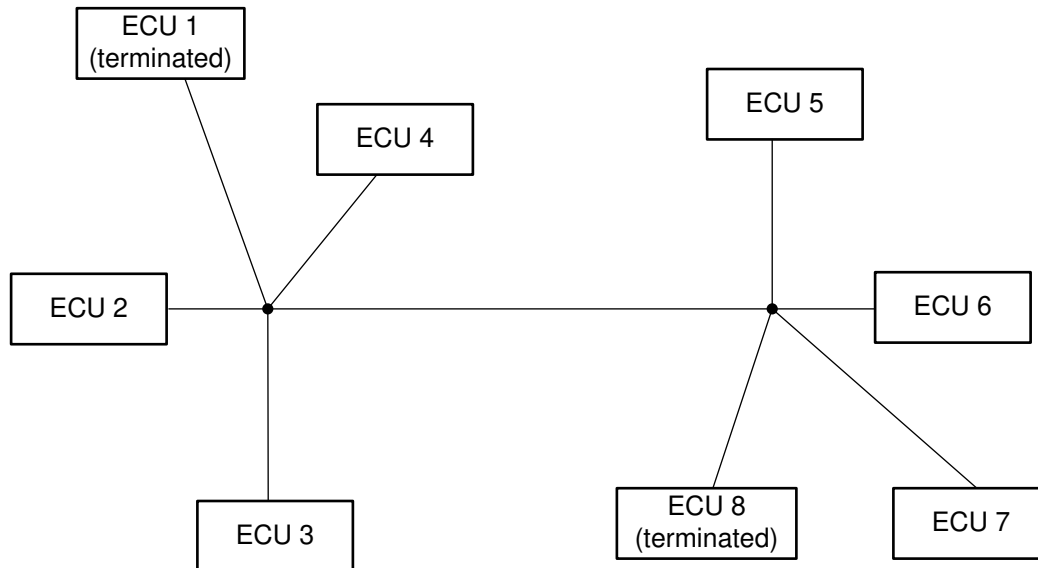 ECU 1
(terminated)
ECU 4
ECU 5
ECU 2
ECU 6
ECU 3
ECU 8
(terminated)
ECU 7